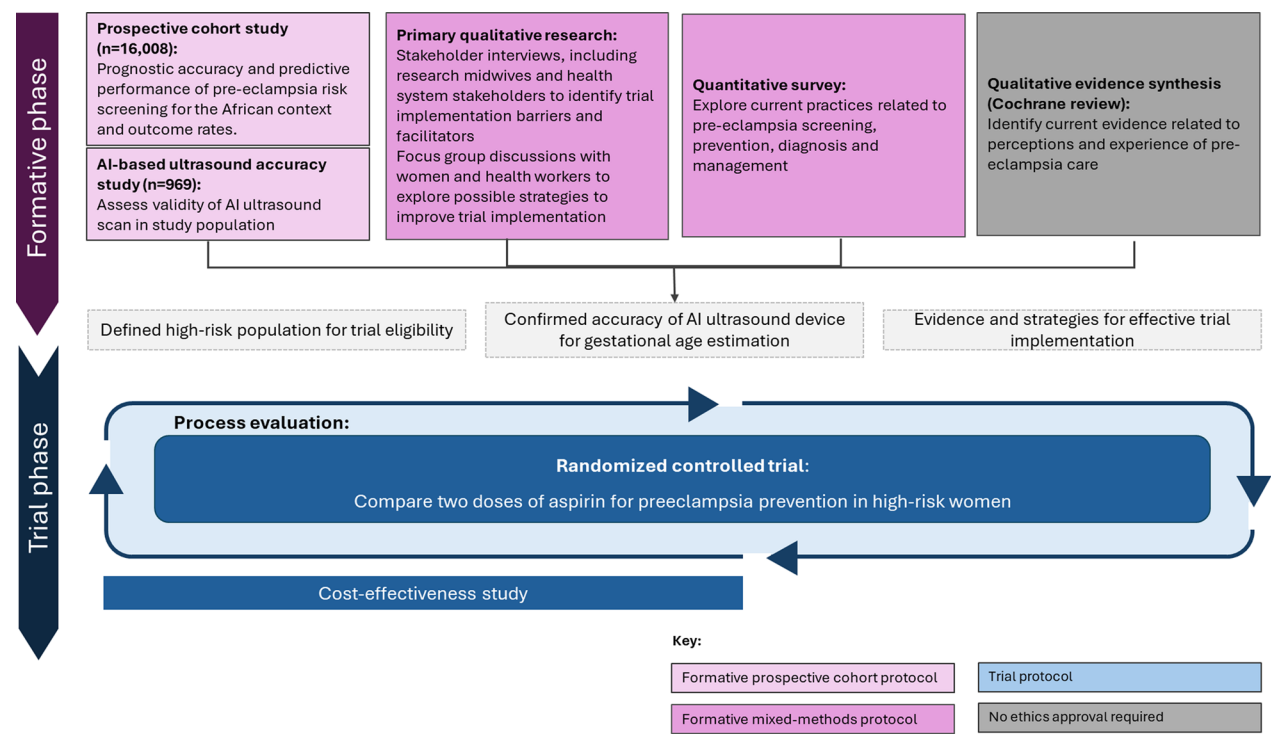 Formative phase
Prospective cohort study
(n=16,008):
Prognostic accuracy and predictive
performance of pre-eclampsia risk
screening for the African context
and outcome rates.
AI-based ultrasound accuracy
study (n=969):
Assess validity of AI ultrasound
scan in study population
Primary qualitative research:
Stakeholder interviews, including
research midwives and health
system stakeholders to identify trial
implementation barriers and
facilitators
Focus group discussions with
women and health workers to
explore possible strategies to
improve trial implementation
Quantitative survey:
Explore current practices related to
pre-eclampsia screening,
prevention, diagnosis and
management
Qualitative evidence synthesis
(Cochrane review):
Identify current evidence related to
perceptions and experience of pre-
eclampsia care
Defined high-risk population for trial eligibility
Confirmed accuracy of AI ultrasound device
for gestational age estimation
Evidence and strategies for effective trial
implementation
Trial phase
Process evaluation:
Randomized controlled trial:
Compare two doses of aspirin for preeclampsia prevention in high-risk women
Cost-effectiveness study
Key:
Formative prospective cohort protocol
Trial protocol
Formative mixed-methods protocol
No ethics approval required